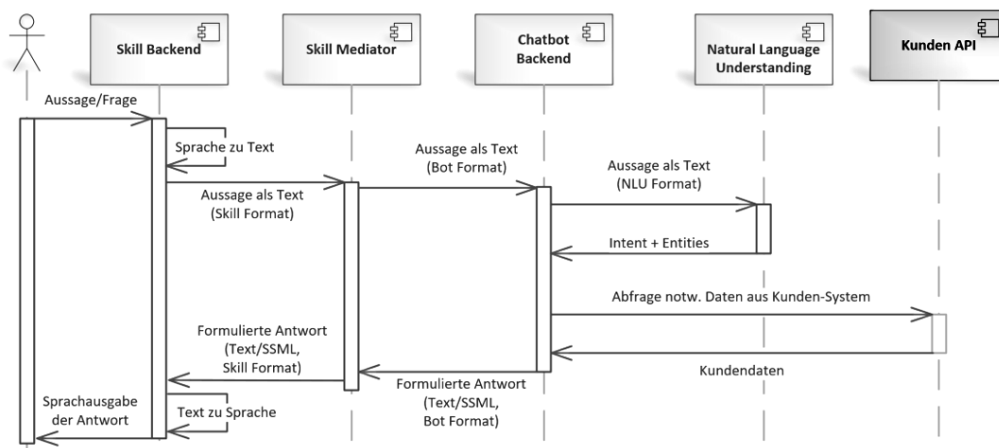 Skill Backend
Skill Mediator
Chatbot
Backend
Natural Language
Understanding
Kunden API
Aussage/Frage
Sprache zu Text
Aussage als Text
(Skill Format)
Aussage als Text
(Bot Format)
Aussage als Text
(NLU Format)
Intent + Entities
Abfrage notw. Daten aus Kunden-System
Kundendaten
Formulierte Antwort
(Text/SSML,
Bot Format)
Formulierte Antwort
(Text/SSML,
Skill Format)
Text zu Sprache
Sprachausgabe
der Antwort